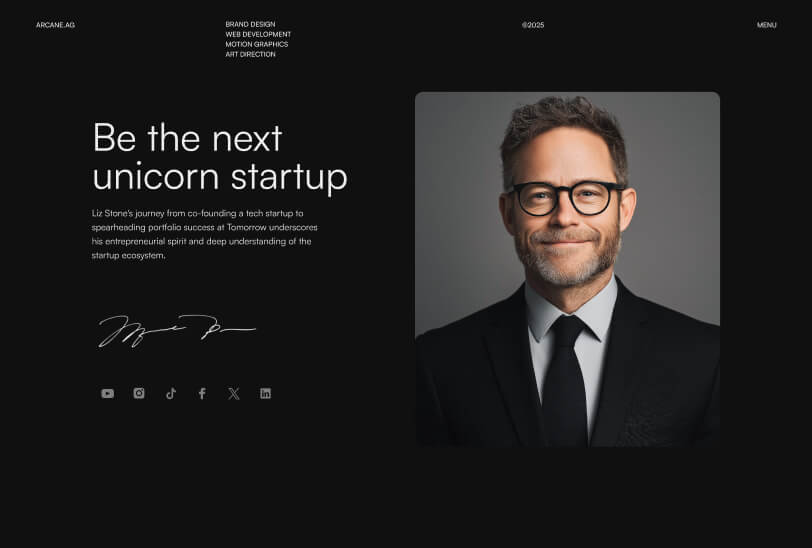 ARCANE.AG
BRAND DESIGN
WEB DEVELOPMENT
MOTION GRAPHICS
ART DIRECTION
©2025
MENU
Be the next
unicorn startup
Liz Stone's journey from co-founding a tech startup to
spearheading portfolio success at Tomorrow underscores
his entrepreneurial spirit and deep understanding of the
startup ecosystem.